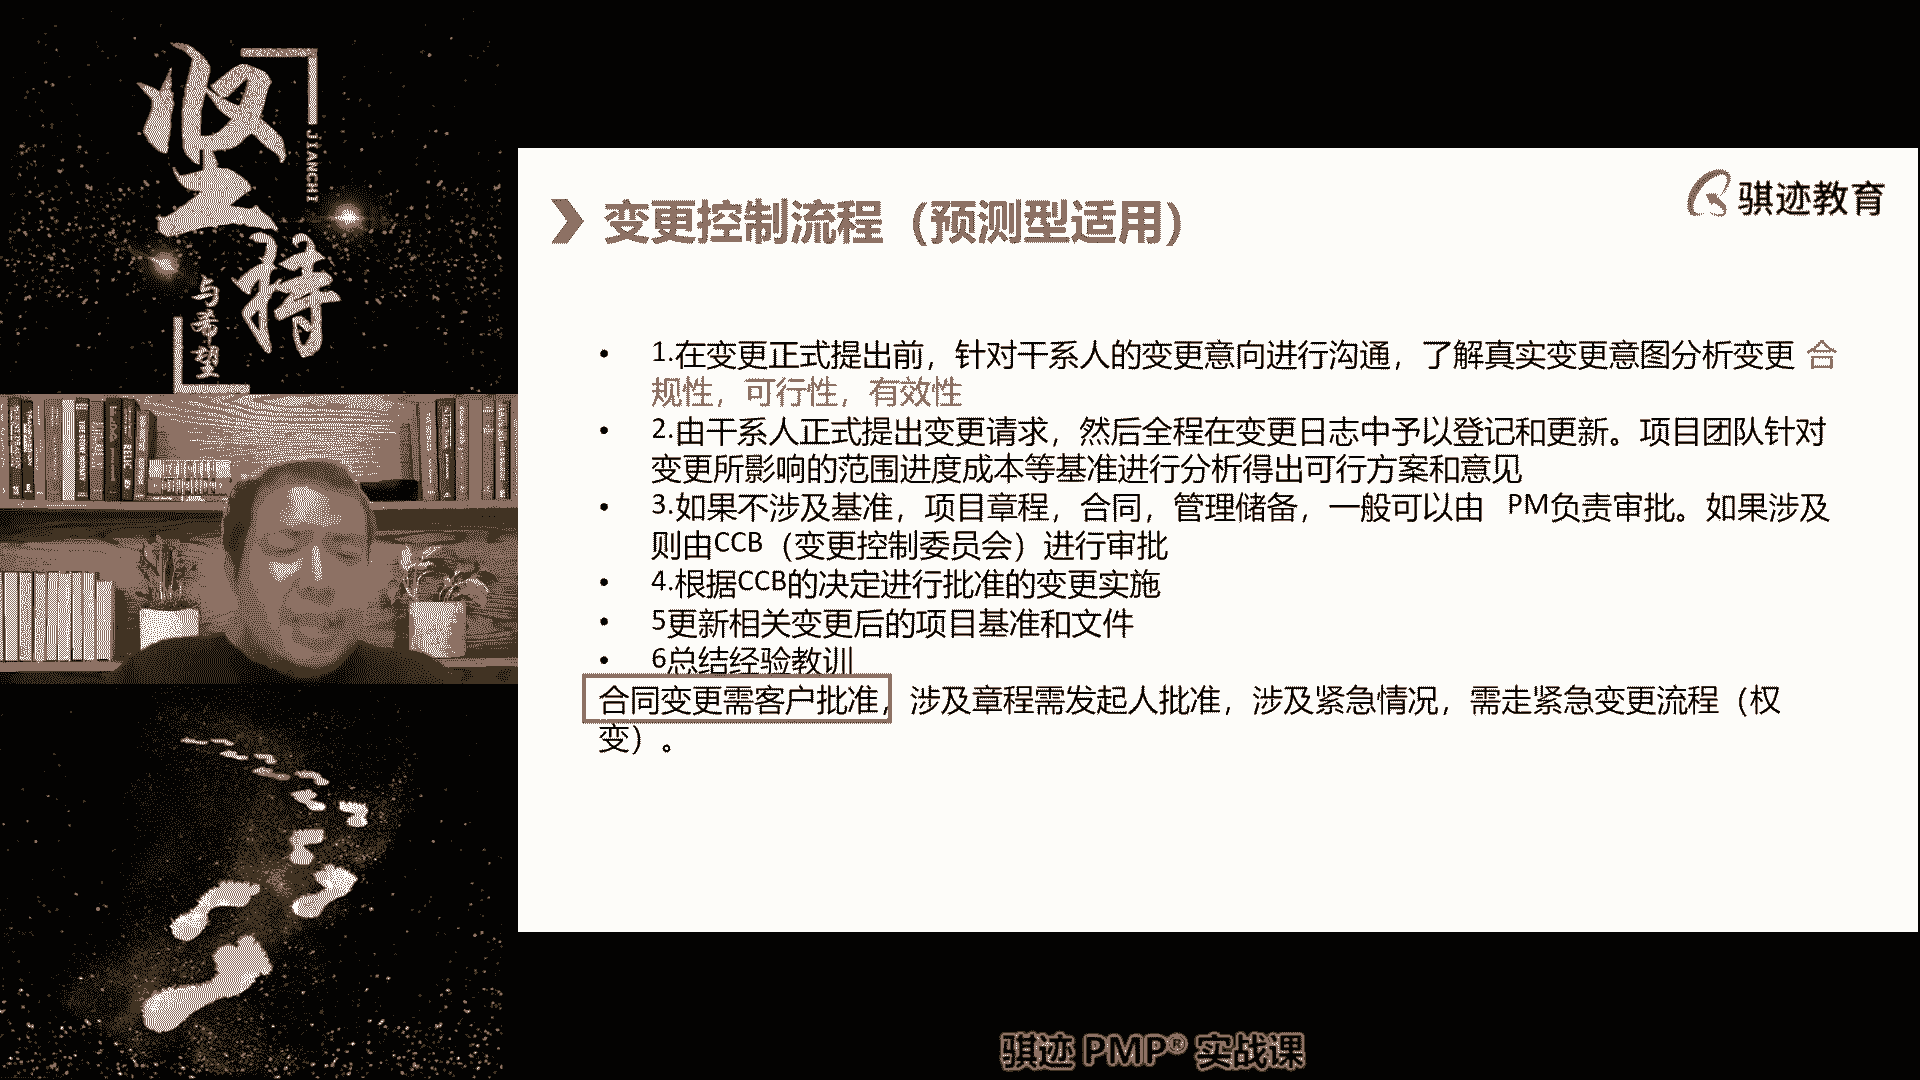 坚持
JIANCHI
与希望
骐迹教育
变更控制流程（预测型适用）
• 1.在变更正式提出前，针对干系人的变更意向进行沟通，了解真实变更意图分析变更 合
规性，可行性，有效性
• 2.由干系人正式提出变更请求，然后全程在变更日志中予以登记和更新。项目团队针对
变更所影响的范围进度成本等基准进行分析得出可行方案和意见
• 3.如果不涉及基准，项目章程，合同，管理储备，一般可以由 PM负责审批。如果涉及
则由CCB（变更控制委员会）进行审批
• 4.根据CCB的决定进行批准的变更实施
• 5更新相关变更后的项目基准和文件
• 6总结经验教训
合同变更需客户批准，涉及章程需发起人批准，涉及紧急情况，需走紧急变更流程（权
变）。
骐迹 PMP® 实战课